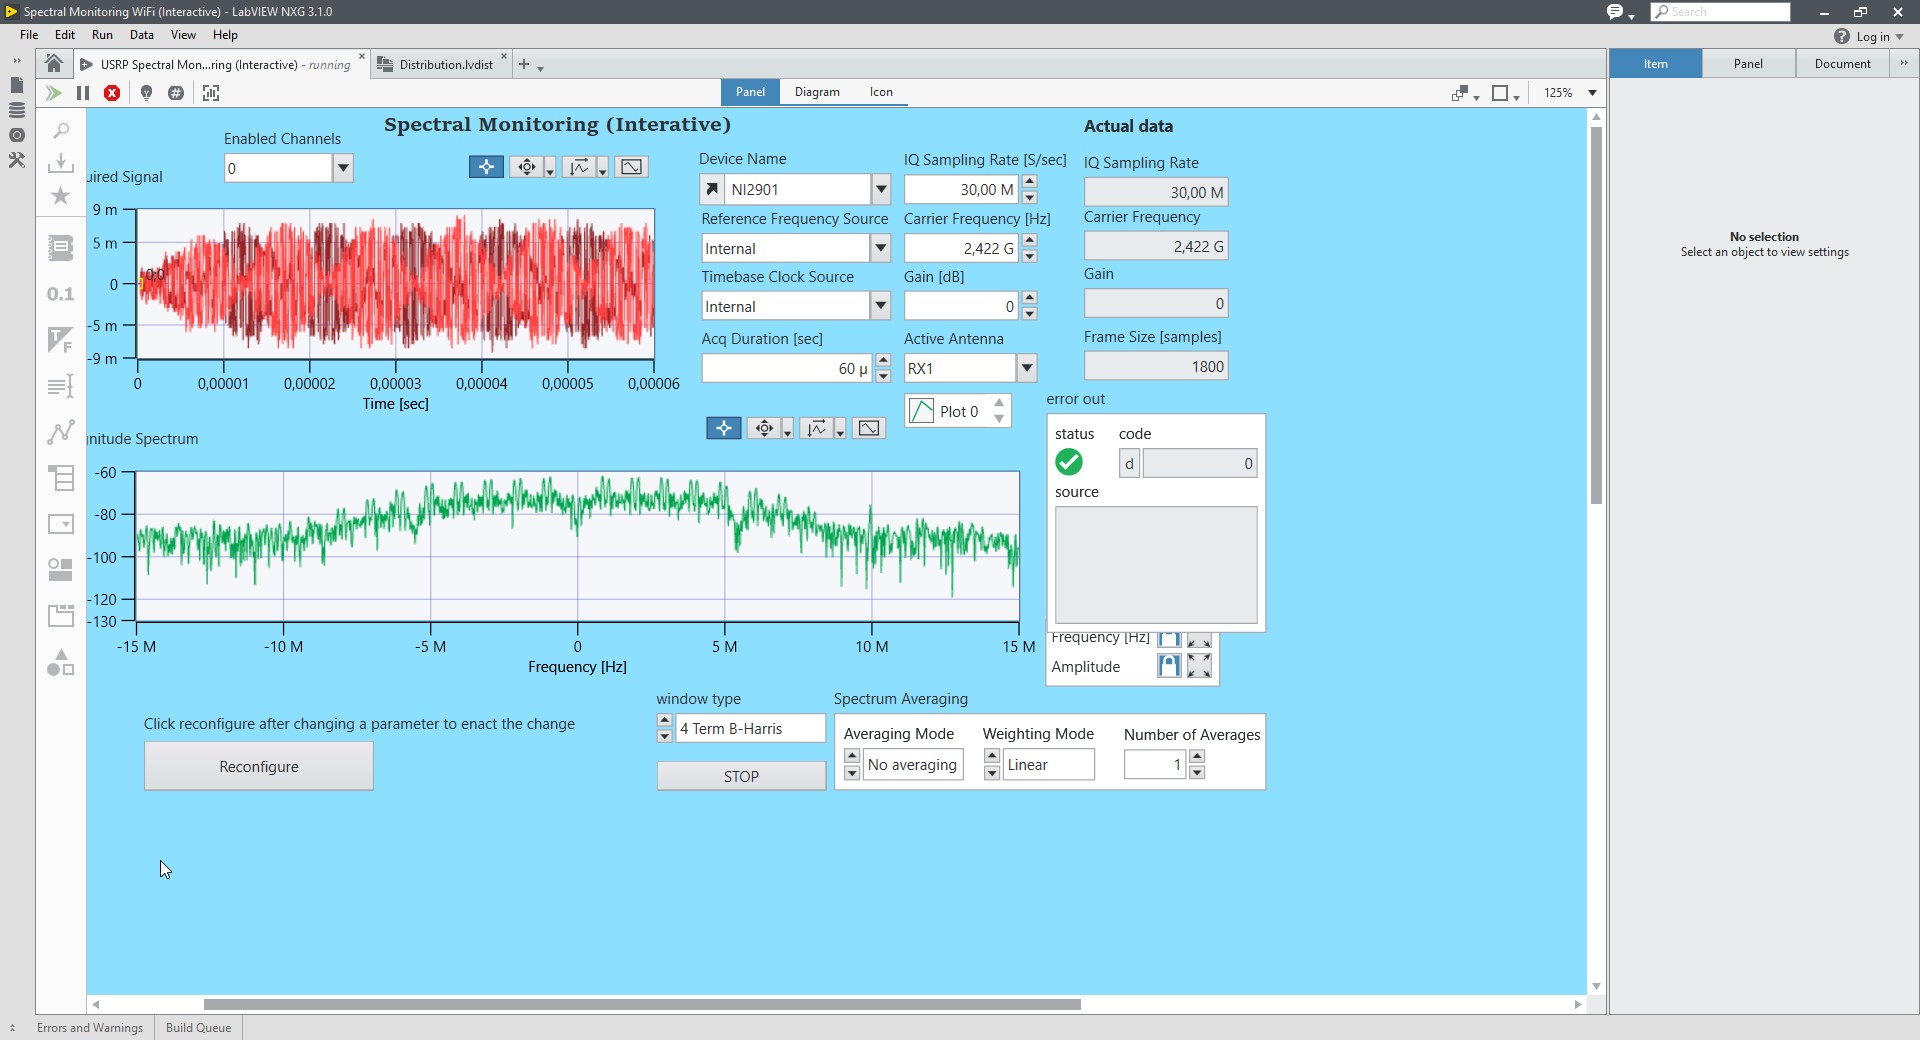 Spectral Monitoring WiFi (Interactive) - LabVIEW NXG 3.1.0
Search
File Edit Run Data View Help
Log in
USRP Spectral Mon...ring (Interactive) - running
Distribution.lvdist
Item Panel Document
Panel Diagram Icon
125%
Spectral Monitoring (Interative)
Actual data
Enabled Channels
0
Device Name
NI2901
IQ Sampling Rate [S/sec]
30,00 M
IQ Sampling Rate
30,00 M
uired Signal
Reference Frequency Source
Internal
Carrier Frequency [Hz]
2,422 G
Carrier Frequency
2,422 G
No selection
Select an object to view settings
9 m
5 m
0
-5 m
-9 m
0;0
Timebase Clock Source
Internal
Gain [dB]
0
Gain
0
Acq Duration [sec]
60 µ
Active Antenna
RX1
Frame Size [samples]
1800
0 0,00001 0,00002 0,00003 0,00004 0,00005 0,00006
Time [sec]
Plot 0
error out
status code
d 0
source
nitude Spectrum
-60
-80
-100
-120
-130
-15 M -10 M -5 M 0 5 M 10 M 15 M
Frequency [Hz]
Frequency [Hz]
Amplitude
0.1
T
F
window type
4 Term B-Harris
Spectrum Averaging
Averaging Mode Weighting Mode Number of Averages
No averaging Linear 1
Click reconfigure after changing a parameter to enact the change
Reconfigure
STOP
Errors and Warnings Build Queue